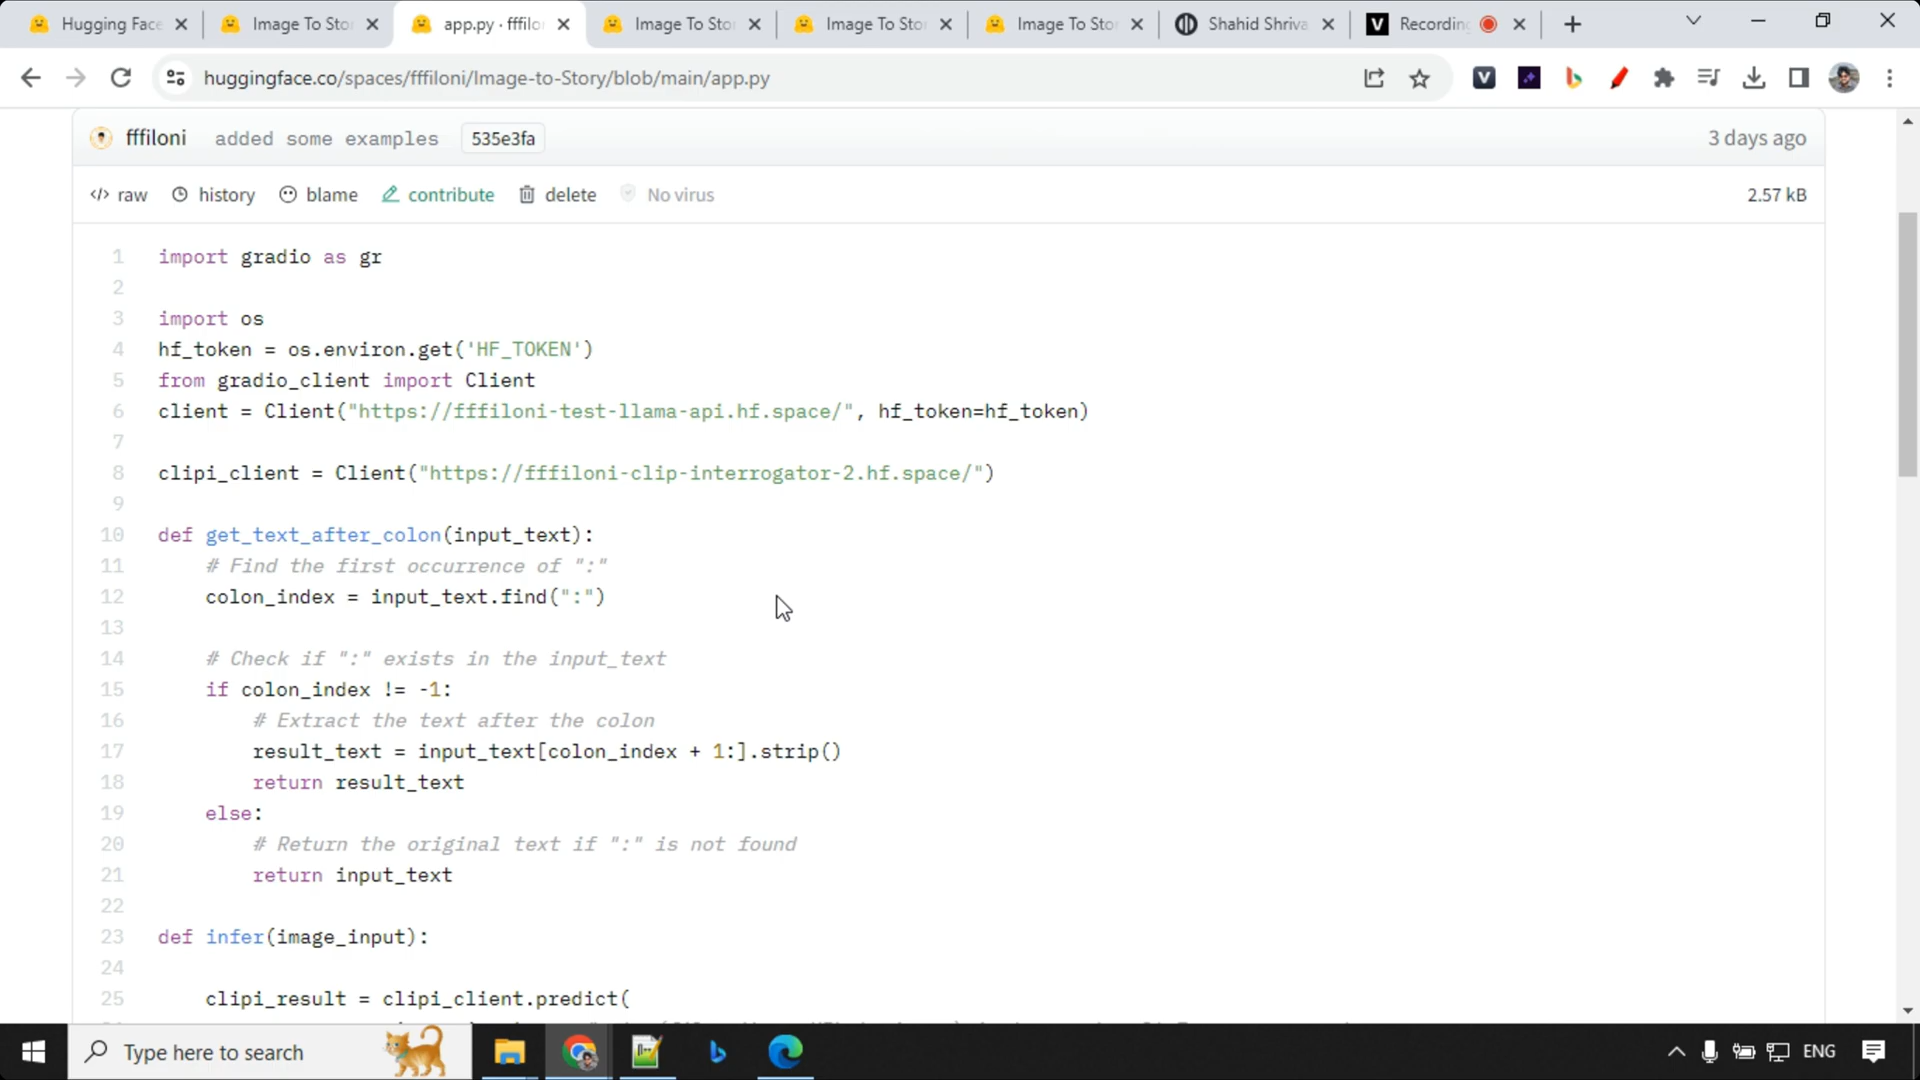 Hugging Face
Image To Stor
app.py · fffilon
Image To Stor
Image To Stor
Image To Stor
Shahid Shriva
Recording
huggingface.co/spaces/fffiloni/Image-to-Story/blob/main/app.py
fffiloni added some examples 535e3fa 3 days ago
raw history blame contribute delete No virus 2.57 kB
1 import gradio as gr
2
3 import os
4 hf_token = os.environ.get('HF_TOKEN')
5 from gradio_client import Client
6 client = Client("https://fffiloni-test-llama-api.hf.space/", hf_token=hf_token)
7
8 clipi_client = Client("https://fffiloni-clip-interrogator-2.hf.space/")
9
10 def get_text_after_colon(input_text):
11 # Find the first occurrence of ":"
12 colon_index = input_text.find(":")
13
14 # Check if ":" exists in the input_text
15 if colon_index != -1:
16 # Extract the text after the colon
17 result_text = input_text[colon_index + 1:].strip()
18 return result_text
19 else:
20 # Return the original text if ":" is not found
21 return input_text
22
23 def infer(image_input):
24
25 clipi_result = clipi_client.predict(
Type here to search
ENG